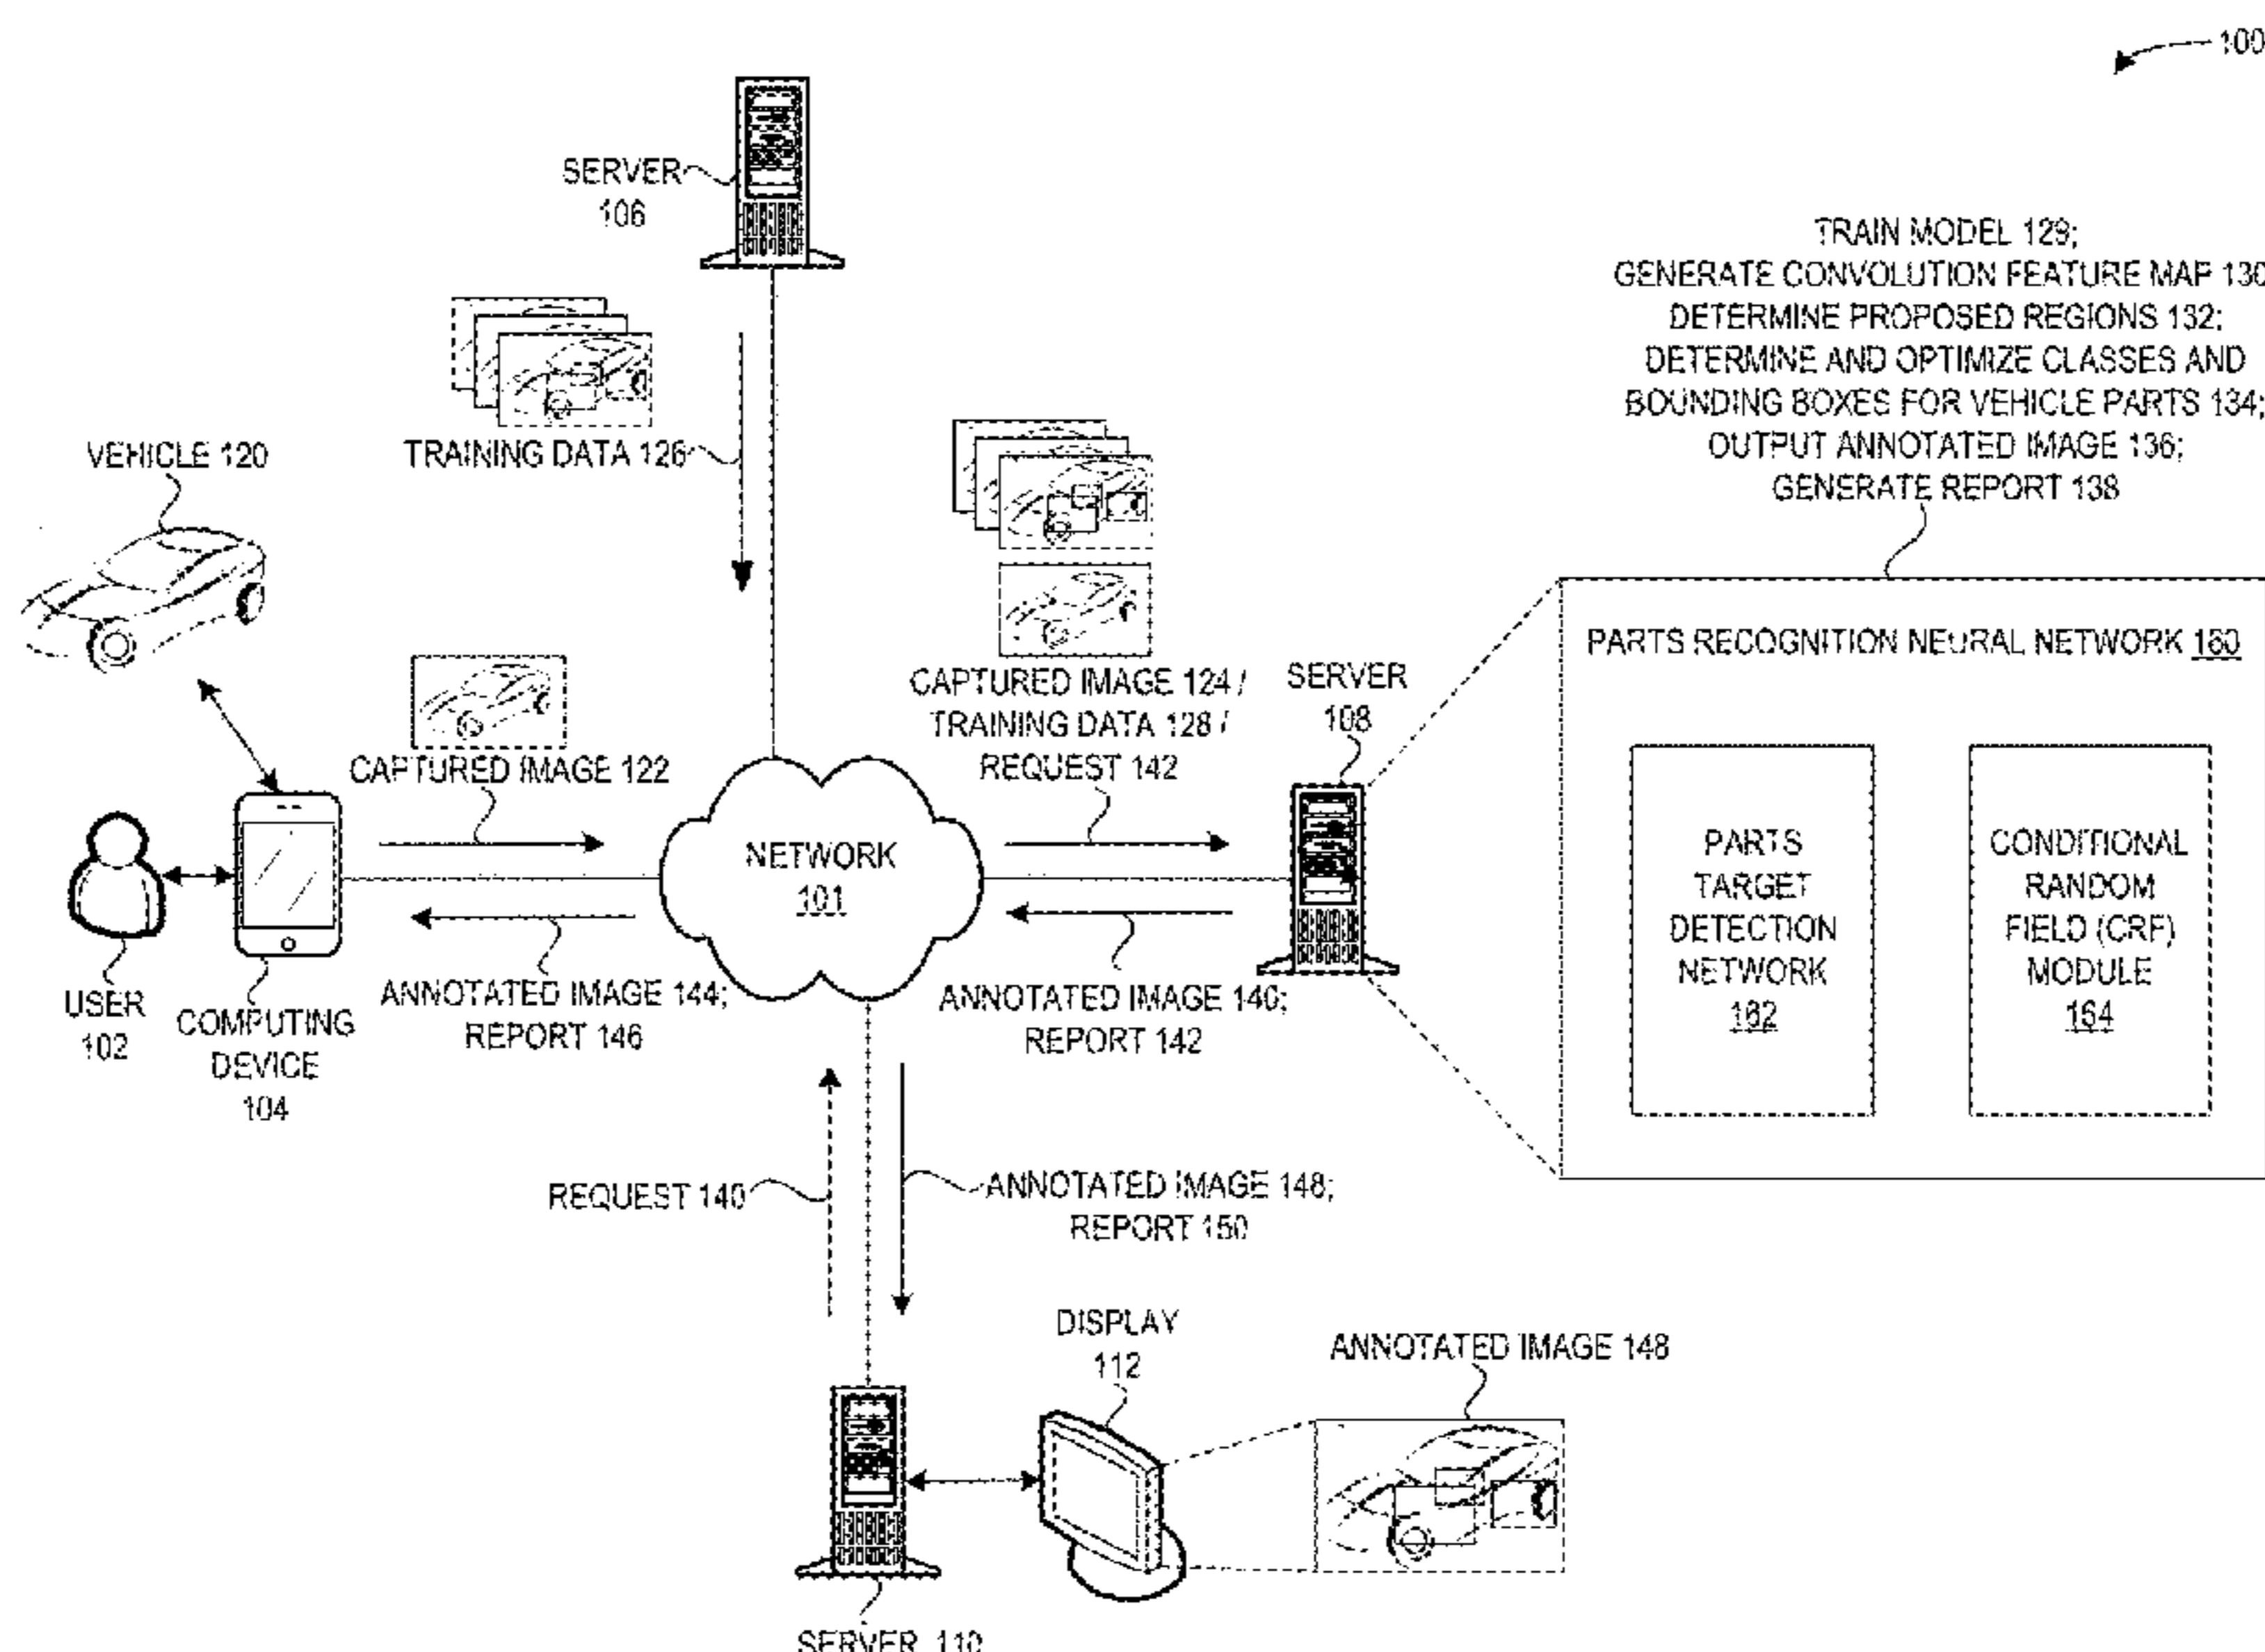 100
SERVER
106
TRAIN MODEL 129;
GENERATE CONVOLUTION FEATURE MAP 130
DETERMINE PROPOSED REGIONS 132;
DETERMINE AND OPTIMIZE CLASSES AND
BOUNDING BOXES FOR VEHICLE PARTS 134;
OUTPUT ANNOTATED IMAGE 136;
GENERATE REPORT 138
TRAINING DATA 126
VEHICLE 120
PARTS RECOGNITION NEURAL NETWORK 160
CAPTURED IMAGE 124 /
TRAINING DATA 128 /
REQUEST 142
SERVER
108
CAPTURED IMAGE 122
NETWORK
101
PARTS
TARGET
DETECTION
NETWORK
162
CONDITIONAL
RANDOM
FIELD (CRF)
MODULE
164
USER
102
COMPUTING
DEVICE
104
ANNOTATED IMAGE 144;
REPORT 146
ANNOTATED IMAGE 140;
REPORT 142
REQUEST 140
ANNOTATED IMAGE 148;
REPORT 150
DISPLAY
112
ANNOTATED IMAGE 148
SERVER 110